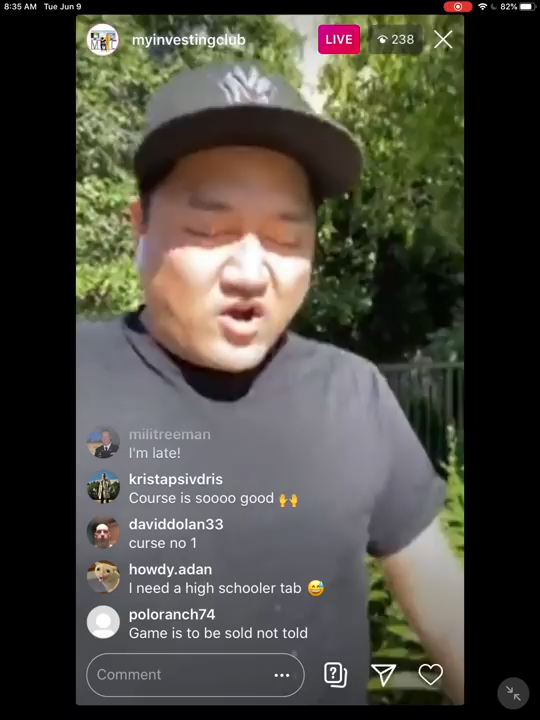 8:35 AM Tue Jun 9
82%
myinvestingclub
LIVE
238
NY
militreeman
I'm late!
kristapsivdris
Course is soooo good 🙌
daviddolan33
curse no 1
howdy.adan
I need a high schooler tab 😅
poloranch74
Game is to be sold not told
Comment